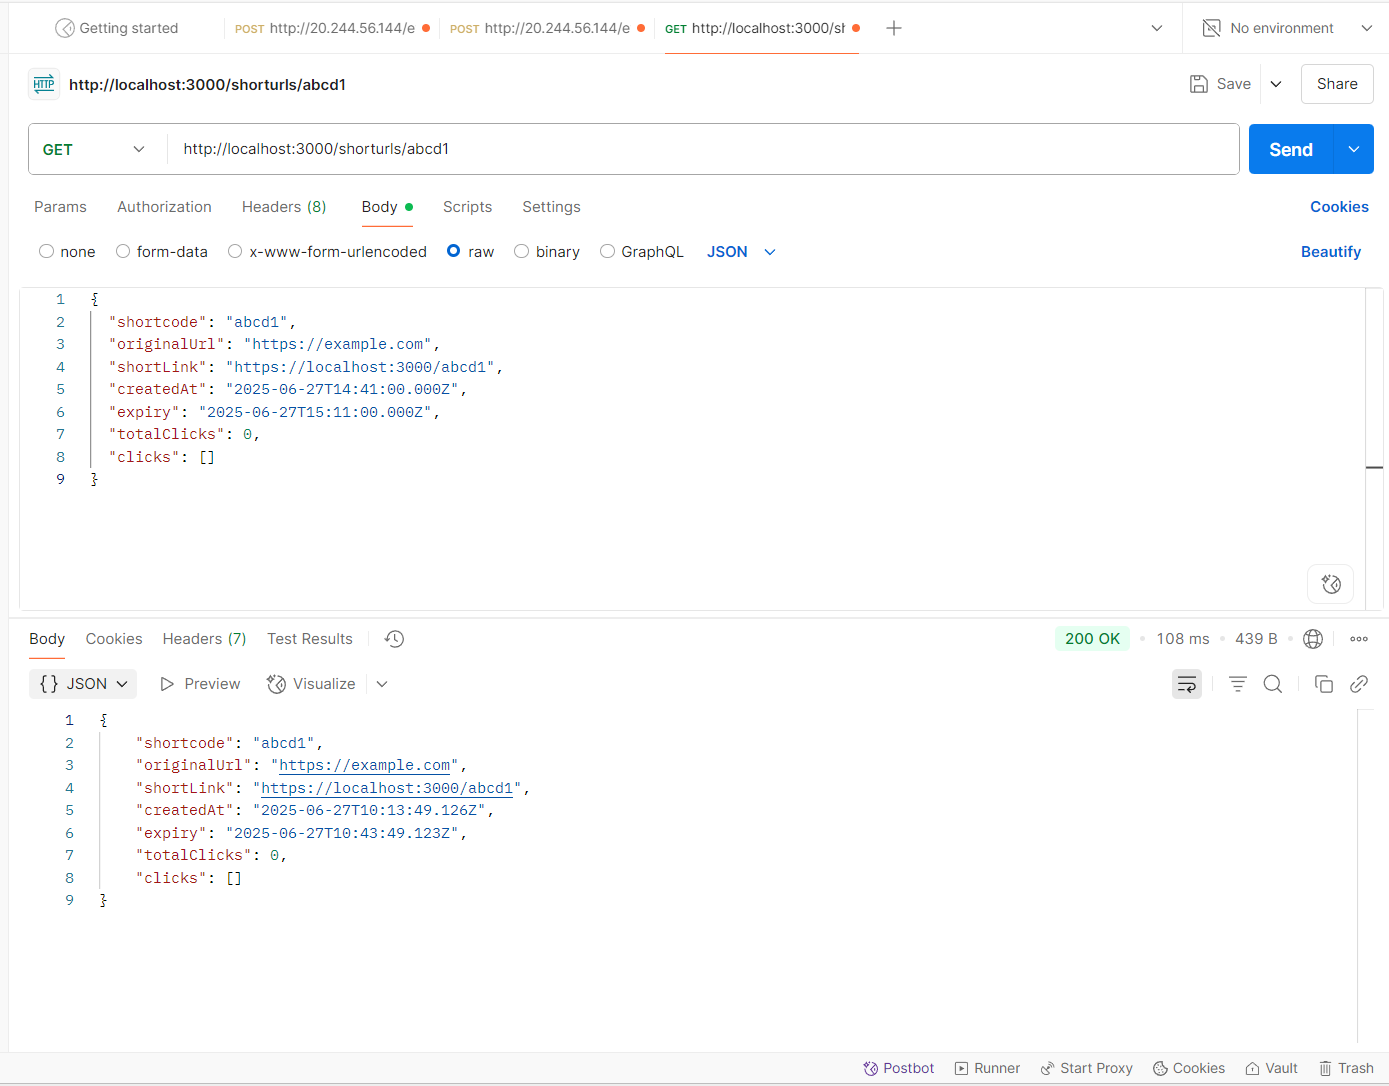 Getting started
POST http://20.244.56.144/e
POST http://20.244.56.144/e
GET http://localhost:3000/sh
No environment
HTTP http://localhost:3000/shorturls/abcd1
Save
Share
GET
http://localhost:3000/shorturls/abcd1
Send
Params Authorization Headers (8) Body Scripts Settings
Cookies
none form-data x-www-form-urlencoded raw binary GraphQL JSON
Beautify
1 {
2 "shortcode": "abcd1",
3 "originalUrl": "https://example.com",
4 "shortLink": "https://localhost:3000/abcd1",
5 "createdAt": "2025-06-27T14:41:00.000Z",
6 "expiry": "2025-06-27T15:11:00.000Z",
7 "totalClicks": 0,
8 "clicks": []
9 }
Body Cookies Headers (7) Test Results
200 OK • 108 ms • 439 B
{} JSON Preview Visualize
1 {
2 "shortcode": "abcd1",
3 "originalUrl": "https://example.com",
4 "shortLink": "https://localhost:3000/abcd1",
5 "createdAt": "2025-06-27T10:13:49.126Z",
6 "expiry": "2025-06-27T10:43:49.123Z",
7 "totalClicks": 0,
8 "clicks": []
9 }
Postbot Runner Start Proxy Cookies Vault Trash